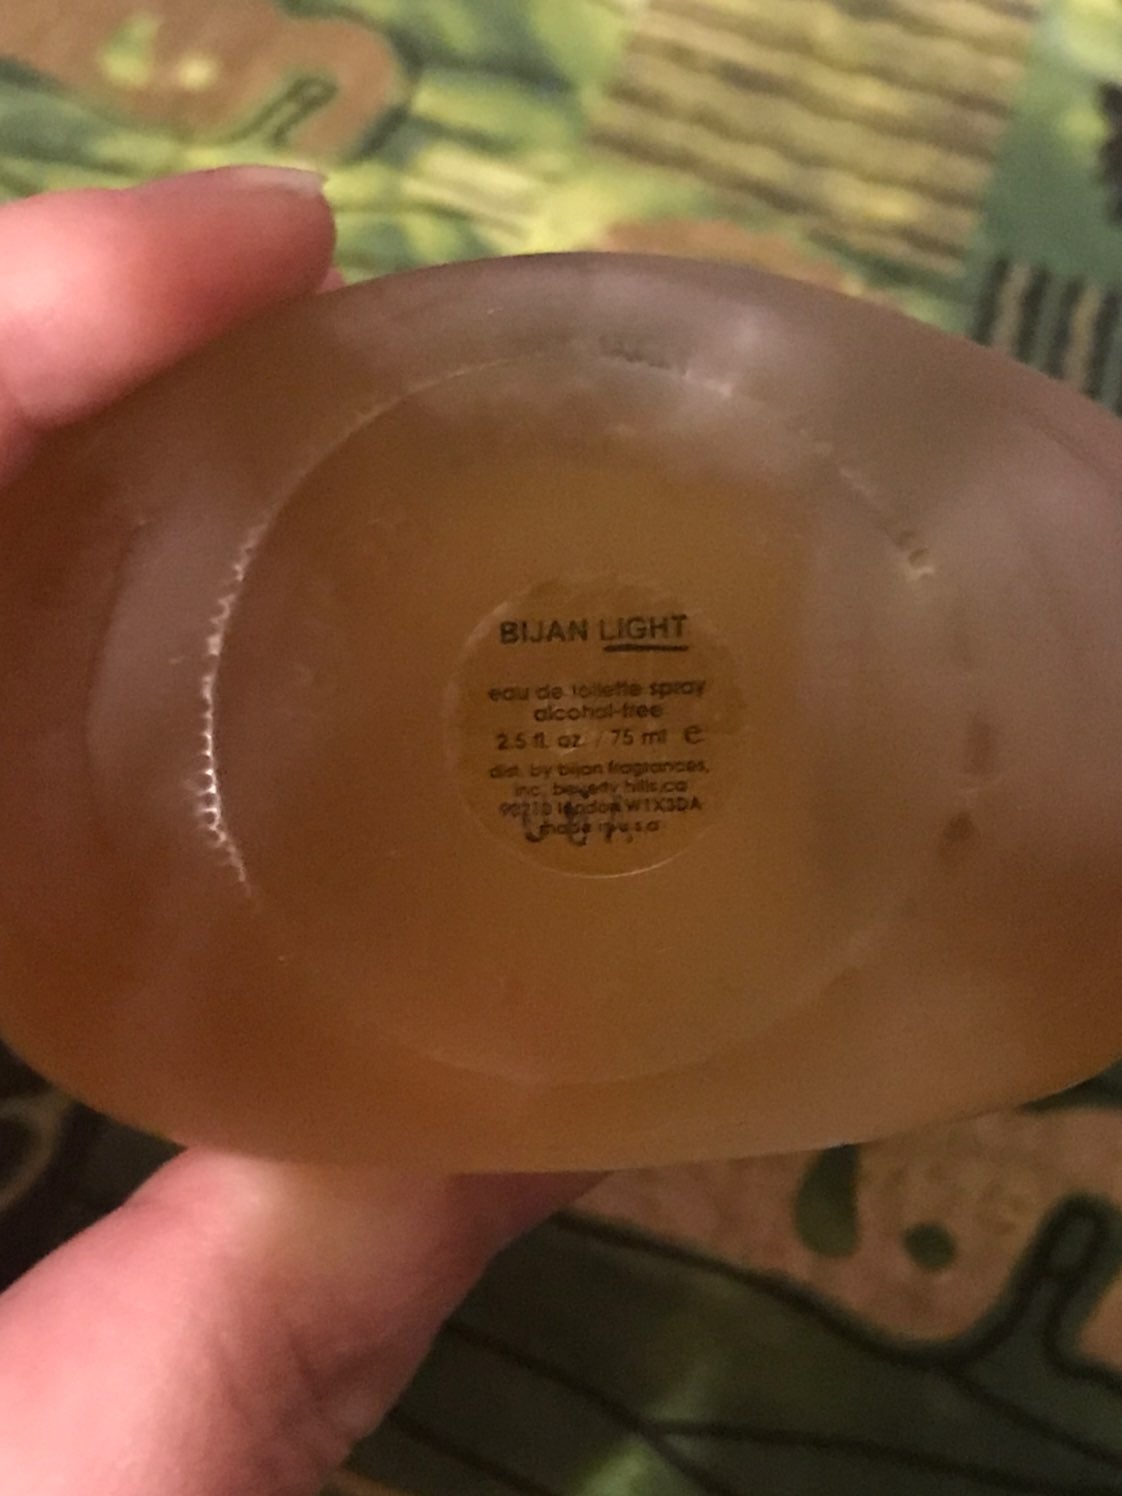 BIJAN LIGHT
eau de toilette spray
alcohol-free
2.5 fl. oz. / 75 ml e
dist. by bijan fragrances,
inc. beverly hills,ca
90210 london W1X3DA
made in u.s.a